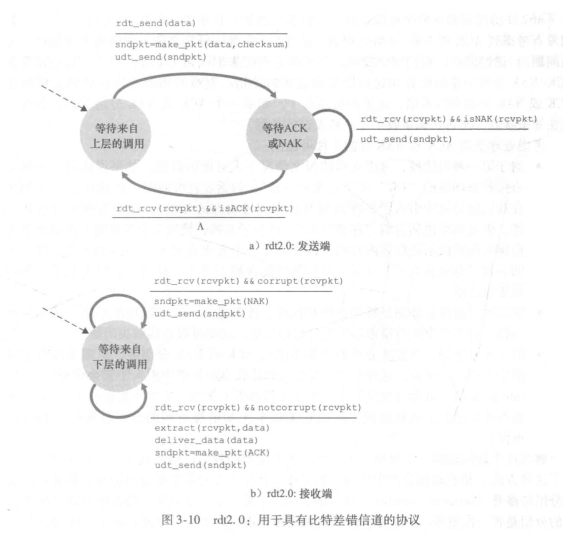 rdt_send(data)
sndpkt=make_pkt(data,checksum)
udt_send(sndpkt)
等待来自
上层的调用
等待ACK
或NAK
rdt_rcv(rcvpkt)&&isNAK(rcvpkt)
udt_send(sndpkt)
rdt_rcv(rcvpkt)&&isACK(rcvpkt)
Λ
a）rdt2.0: 发送端
rdt_rcv(rcvpkt) && corrupt(rcvpkt)
sndpkt=make_pkt(NAK)
udt_send(sndpkt)
等待来自
下层的调用
rdt_rcv(rcvpkt) && notcorrupt(rcvpkt)
extract(rcvpkt,data)
deliver_data(data)
sndpkt=make_pkt(ACK)
udt_send(sndpkt)
b）rdt2.0: 接收端
图 3-10 rdt2.0：用于具有比特差错信道的协议